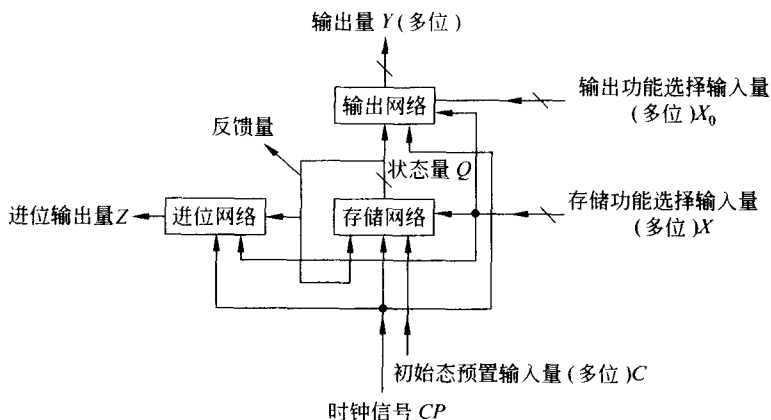 输出量 Y (多位)
输出网络
输出功能选择输入量
(多位)X₀
反馈量
状态量 Q
进位输出量Z
进位网络
存储网络
存储功能选择输入量
(多位)X
初始态预置输入量(多位)C
时钟信号 CP